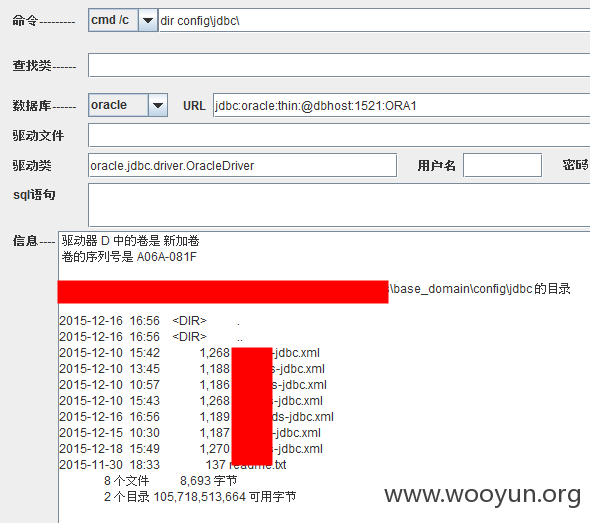 命令--------- cmd /c dir config\jdbc\
查找类------
数据库------ oracle URL jdbc:oracle:thin:@dbhost:1521:ORA1
驱动文件
驱动类 oracle.jdbc.driver.OracleDriver 用户名 密码
sql语句
信息---- 驱动器 D 中的卷是 新加卷
卷的序列号是 A06A-081F
\base_domain\config\jdbc 的目录
2015-12-16 16:56 <DIR> .
2015-12-16 16:56 <DIR> ..
2015-12-10 15:42 1,268 -jdbc.xml
2015-12-10 13:45 1,188 s-jdbc.xml
2015-12-10 10:57 1,186 s-jdbc.xml
2015-12-10 15:43 1,268 -jdbc.xml
2015-12-16 16:56 1,189 ds-jdbc.xml
2015-12-15 10:30 1,187 -jdbc.xml
2015-12-18 15:49 1,270 s-jdbc.xml
2015-11-30 18:33 137 readme.txt
8 个文件 8,693 字节
2 个目录 105,718,513,664 可用字节
www.wooyun.org